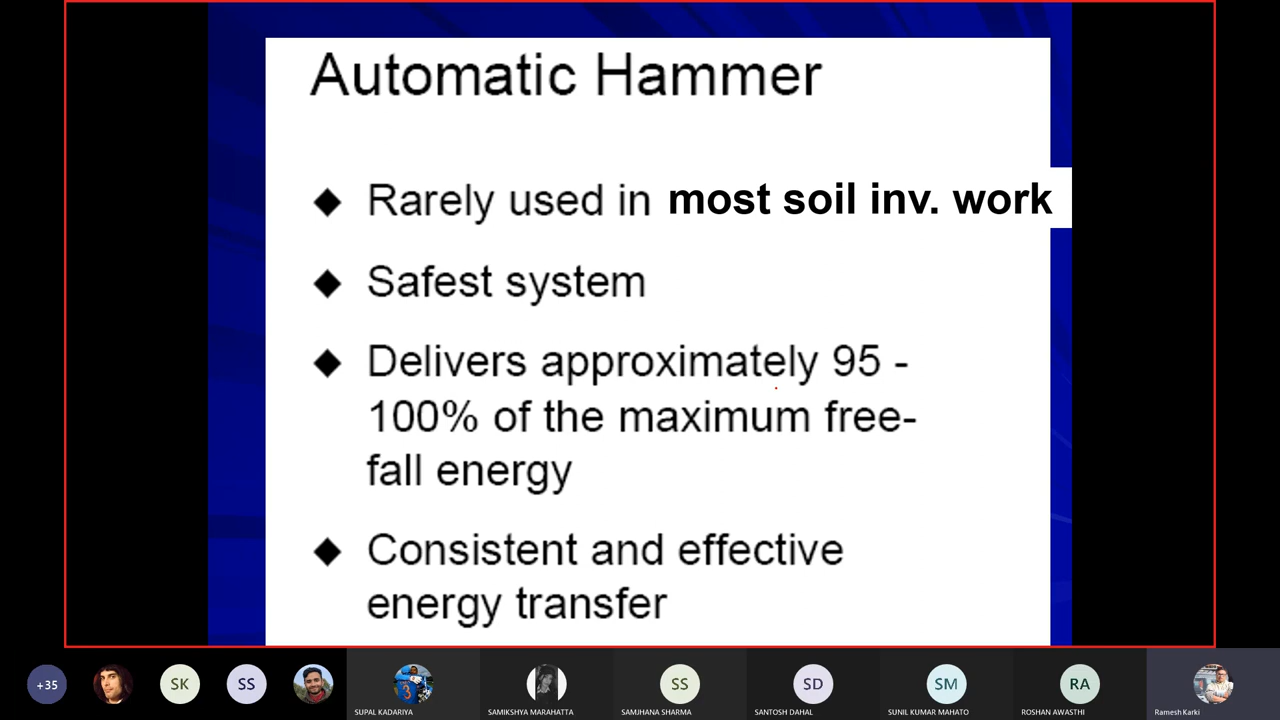 Automatic Hammer
◆ Rarely used in most soil inv. work
◆ Safest system
◆ Delivers approximately 95 -
100% of the maximum free-
fall energy
◆ Consistent and effective
energy transfer
+35 SK SS SS SD SM RA
SUPAL KADARIYA SAMIKSHYA MARAHATTA SAMJHANA SHARMA SANTOSH DAHAL SUNIL KUMAR MAHATO ROSHAN AWASTHI Ramesh Karki